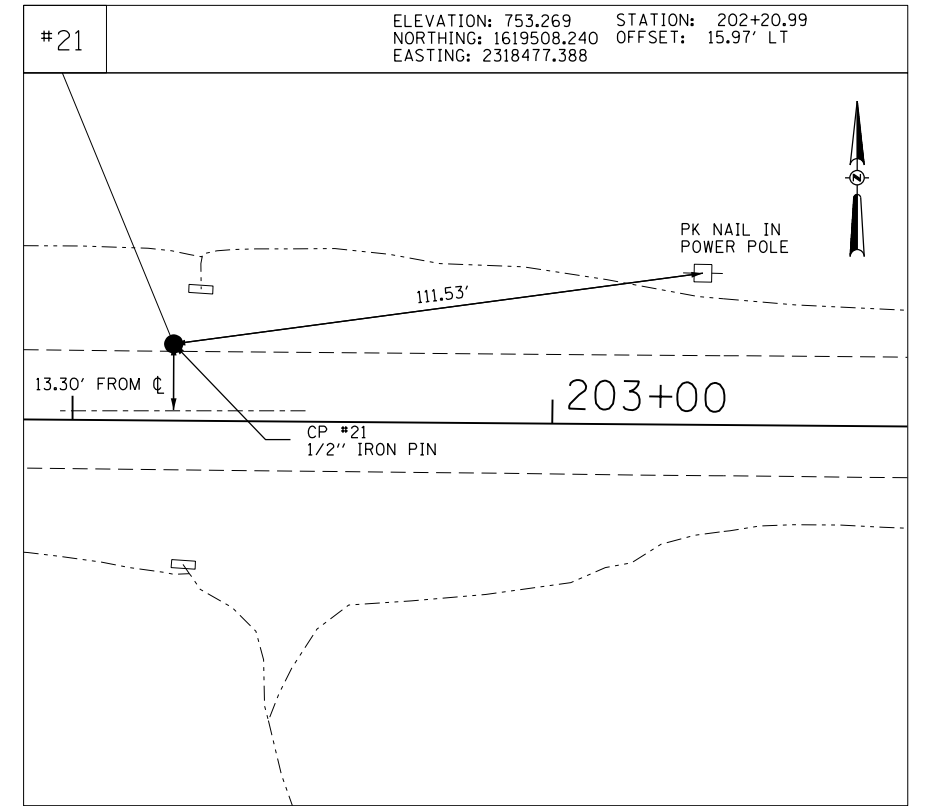 #21
ELEVATION: 753.269 STATION: 202+20.99
NORTHING: 1619508.240 OFFSET: 15.97' LT
EASTING: 2318477.388
N
PK NAIL IN
POWER POLE
111.53'
13.30' FROM ℄
203+00
CP #21
1/2'' IRON PIN